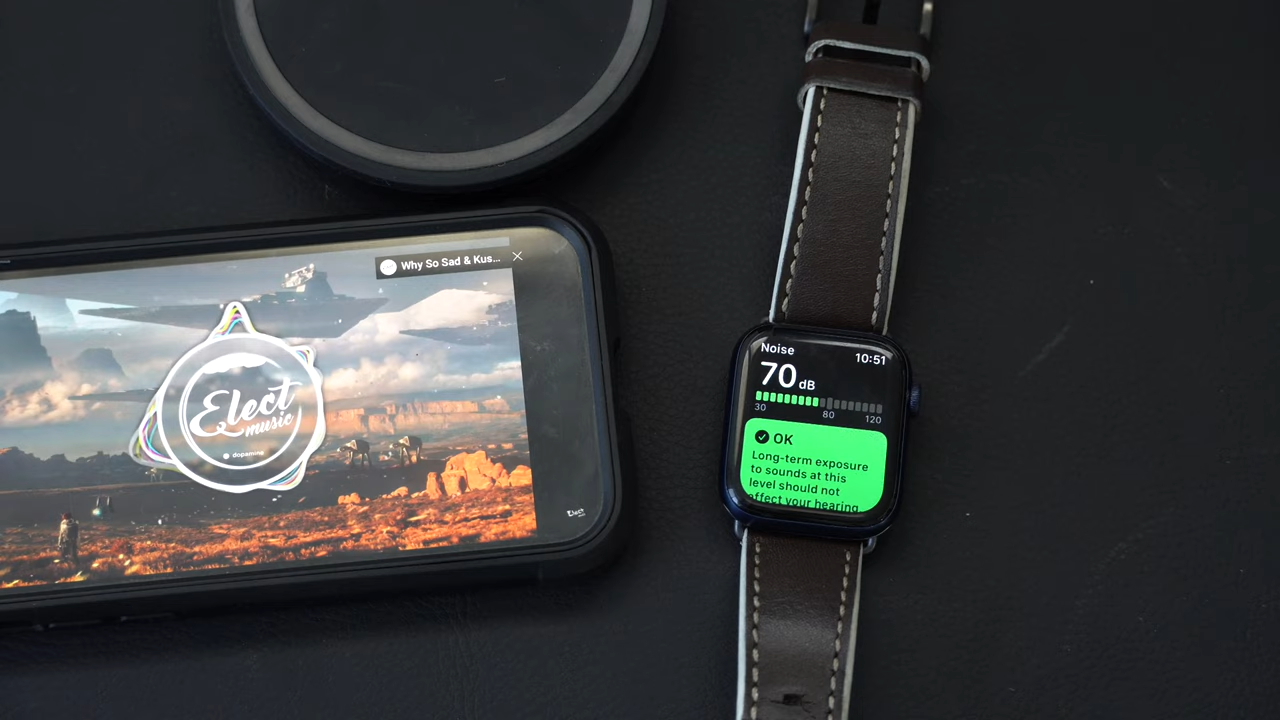 Why So Sad & Kus...
Elect
music
dopamine
Elect
Noise
10:51
70 dB
30
80
120
OK
Long-term exposure
to sounds at this
level should not
affect your hearing